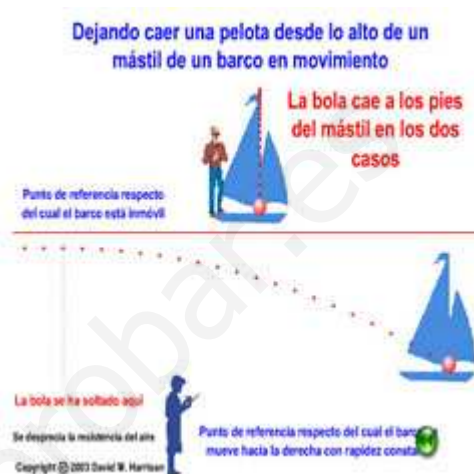 Dejando caer una pelota desde lo alto de un
mástil de un barco en movimiento
La bola cae a los pies
del mástil en los dos
casos
Punto de referencia respecto
del cual el barco está inmóvil
La bola se ha soltado aquí
Se desprecia la resistencia del aire
Copyright © 2003 David M. Harrison
Punto de referencia respecto del cual el barco
mueve hacia la derecha con rapidez consta
probar.es